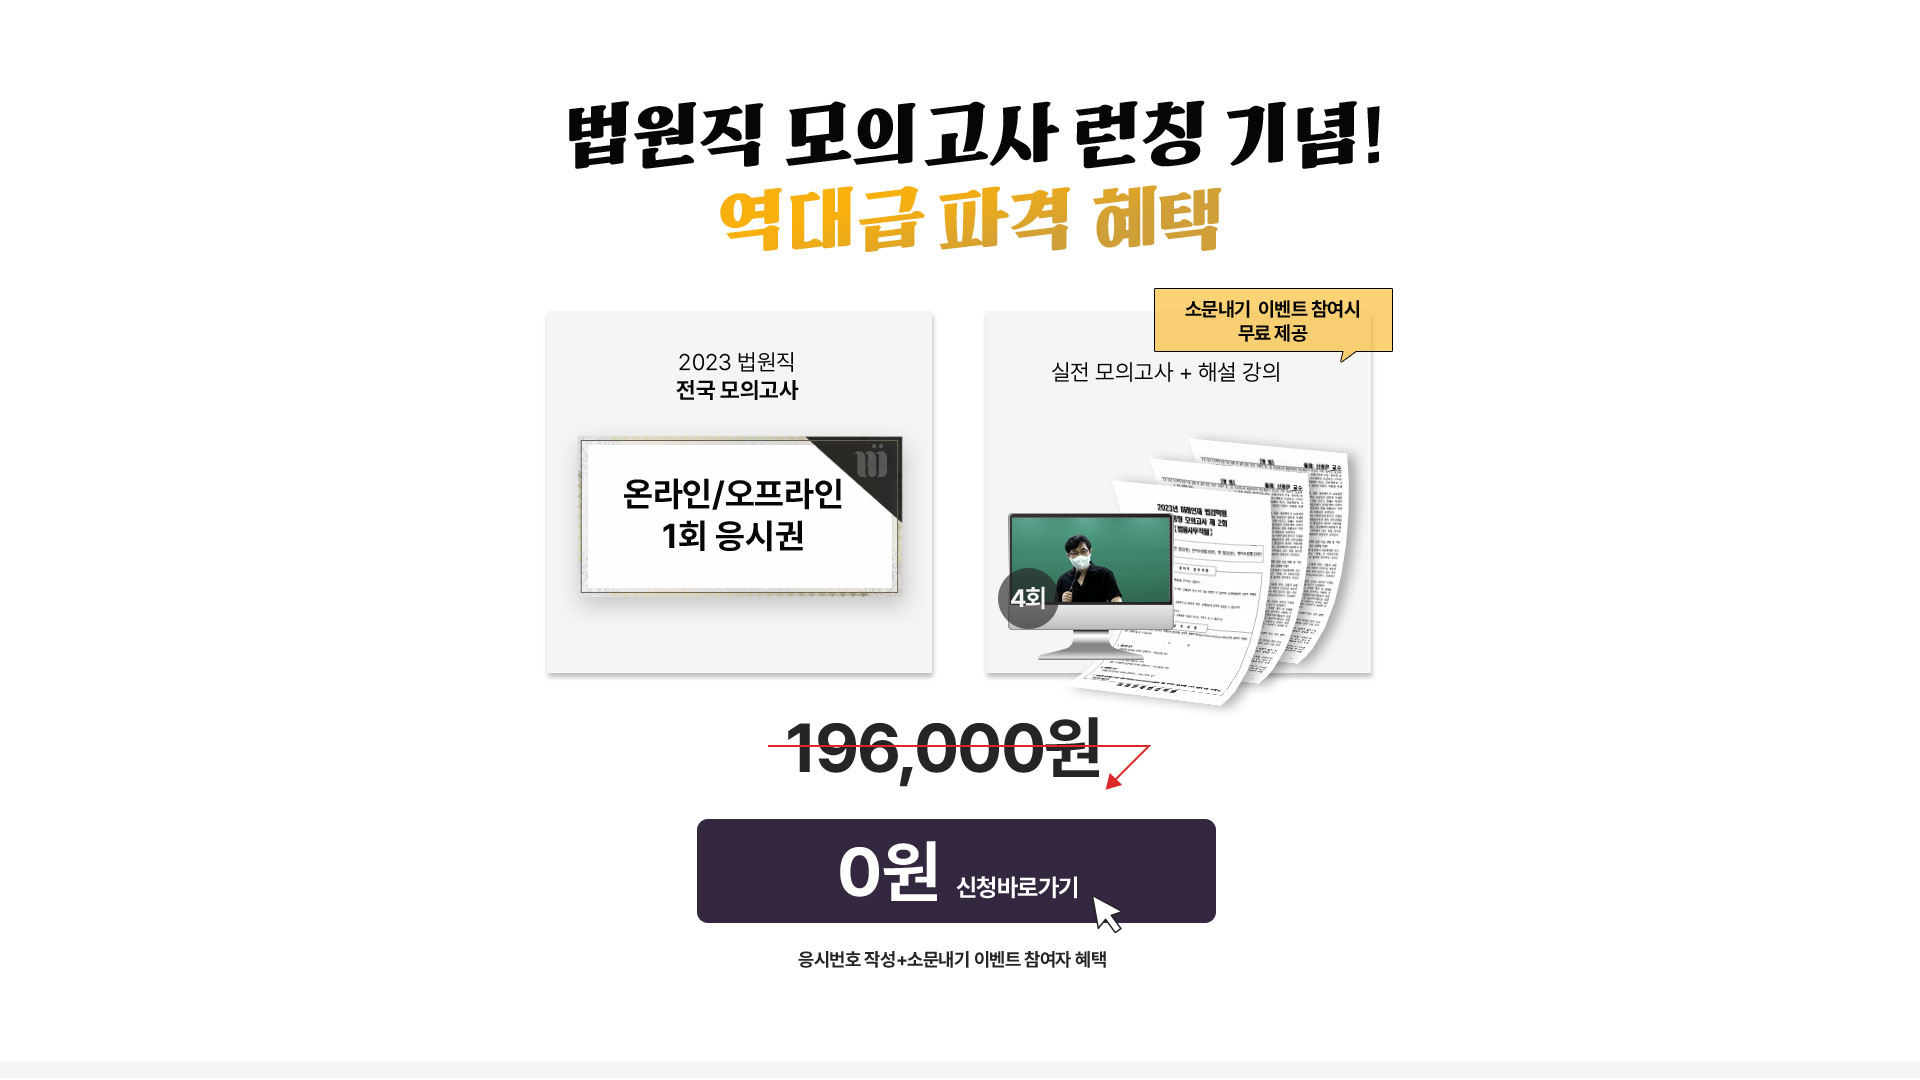 법원직 모의고사 런칭 기념!
역대급 파격 혜택
2023 법원직
전국 모의고사
온라인/오프라인
1회 응시권
소문내기 이벤트 참여시
무료 제공
실전 모의고사 + 해설 강의
4회
196,000원
0원 신청바로가기
응시번호 작성+소문내기 이벤트 참여자 혜택